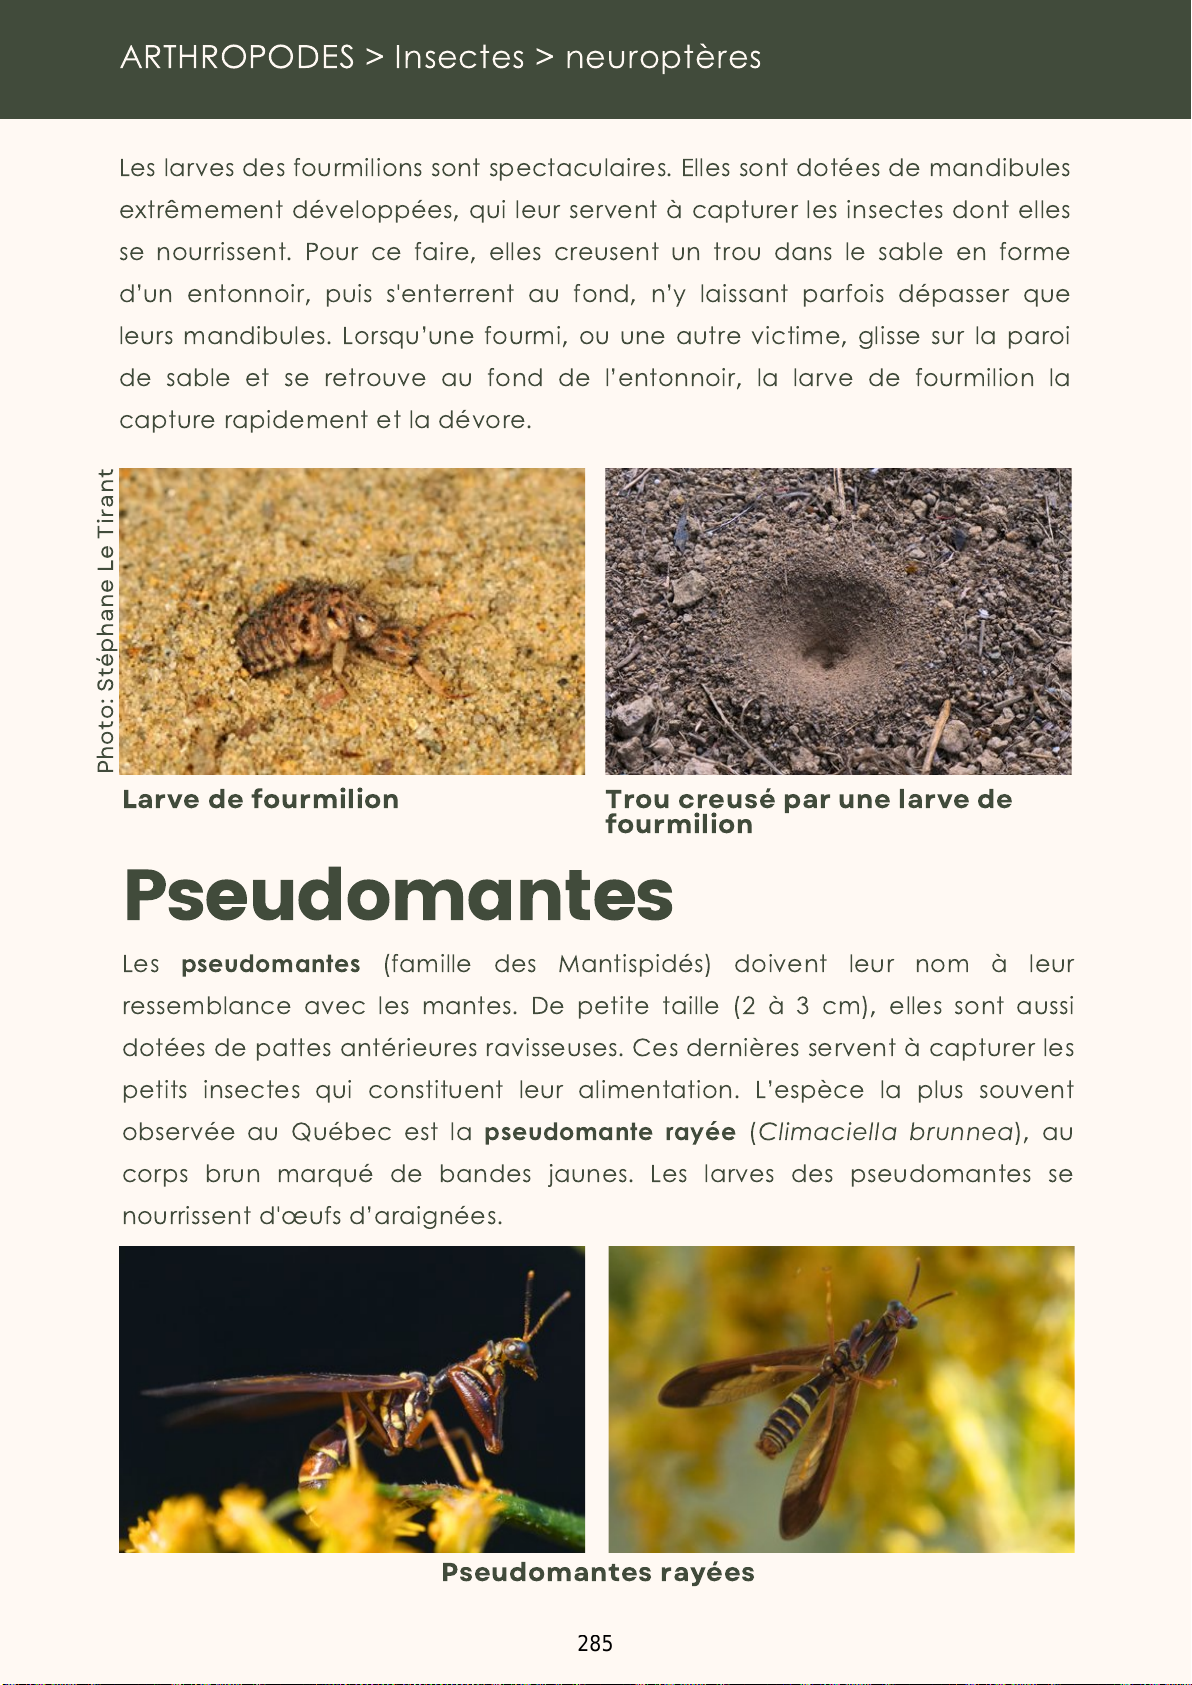 ARTHROPODES > Insectes > neuroptères
Les larves des fourmilions sont spectaculaires. Elles sont dotées de mandibules
extrêmement développées, qui leur servent à capturer les insectes dont elles
se nourrissent. Pour ce faire, elles creusent un trou dans le sable en forme
d’un entonnoir, puis s'enterrent au fond, n’y laissant parfois dépasser que
leurs mandibules. Lorsqu’une fourmi, ou une autre victime, glisse sur la paroi
de sable et se retrouve au fond de l’entonnoir, la larve de fourmilion la
capture rapidement et la dévore.
Photo: Stéphane Le Tirant
Larve de fourmilion
Trou creusé par une larve de
fourmilion
Pseudomantes
Les pseudomantes (famille des Mantispidés) doivent leur nom à leur
ressemblance avec les mantes. De petite taille (2 à 3 cm), elles sont aussi
dotées de pattes antérieures ravisseuses. Ces dernières servent à capturer les
petits insectes qui constituent leur alimentation. L’espèce la plus souvent
observée au Québec est la pseudomante rayée (Climaciella brunnea), au
corps brun marqué de bandes jaunes. Les larves des pseudomantes se
nourrissent d'œufs d’araignées.
Pseudomantes rayées
285